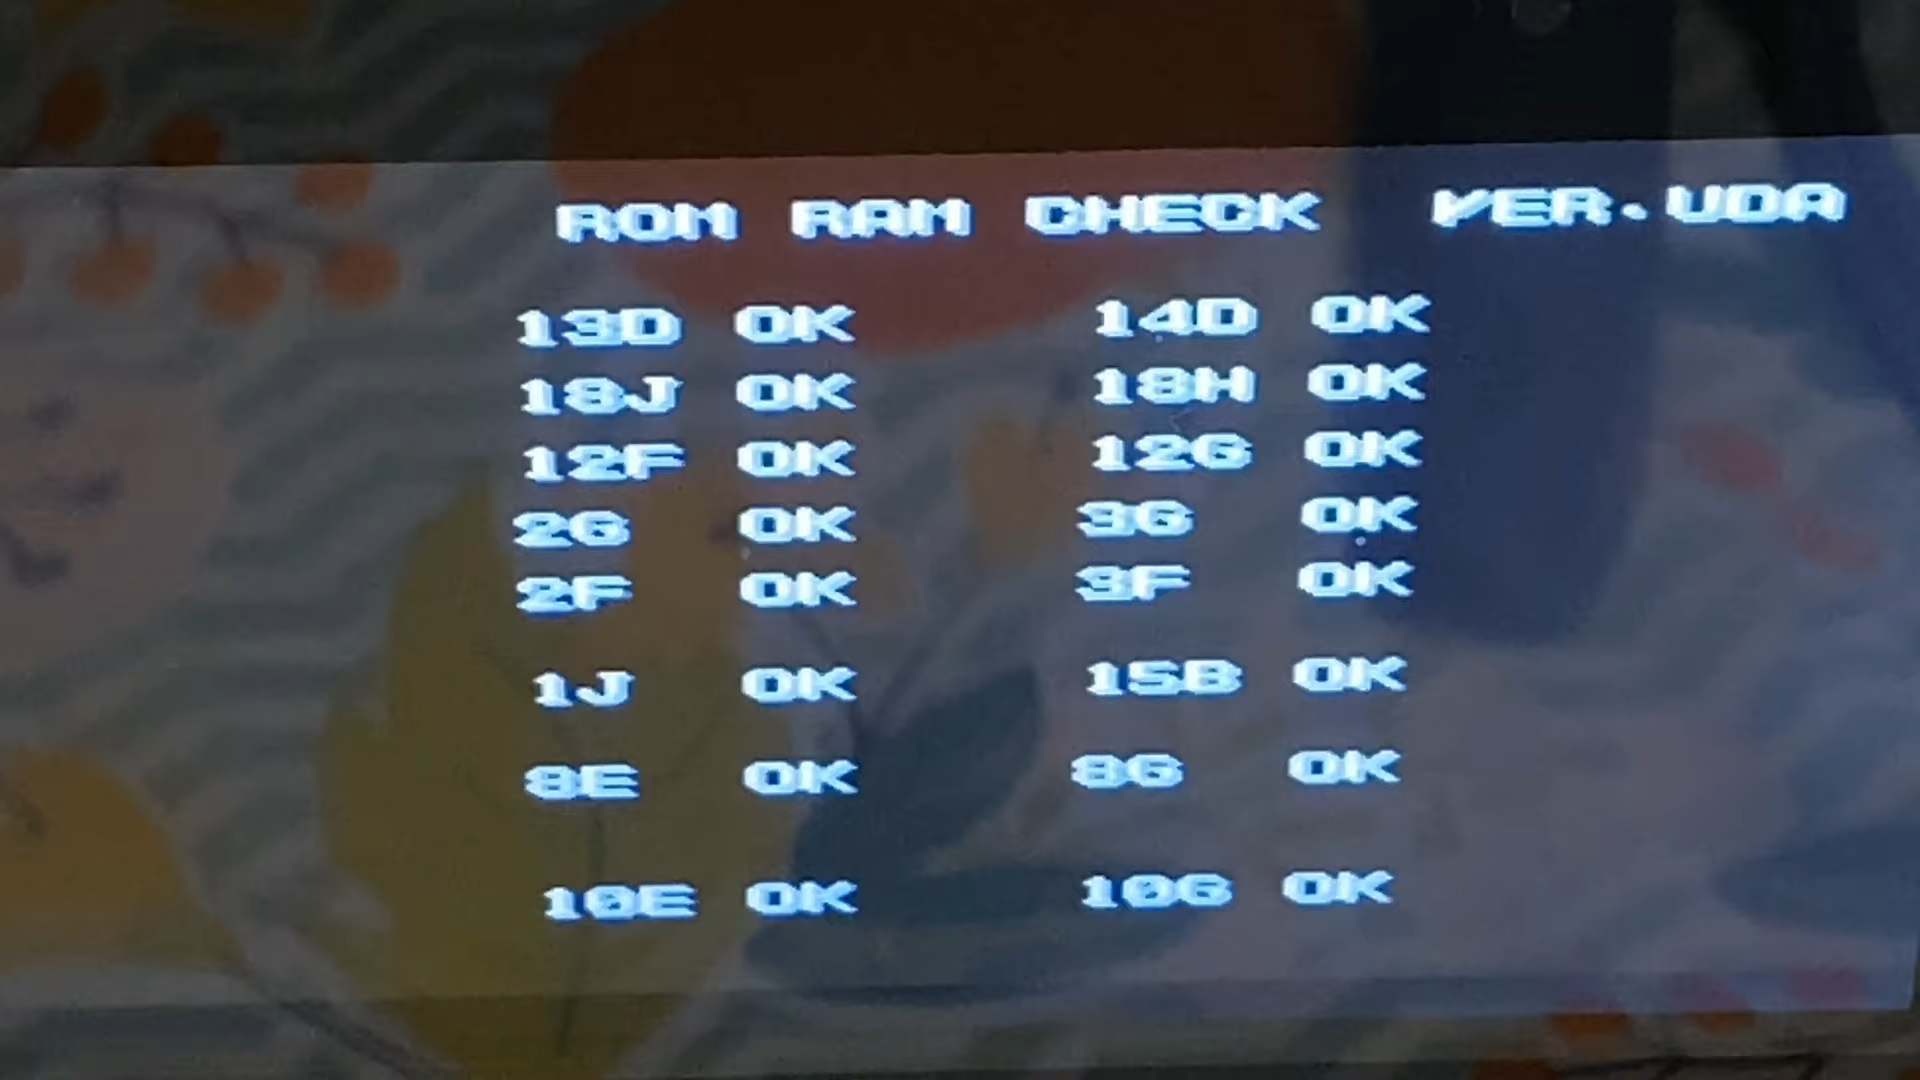 ROM RAM CHECK VER.UDA
13D OK 14D OK
18J OK 18H OK
12F OK 12G OK
2G OK 3G OK
2F OK 3F OK
1J OK 15B OK
8E OK 8G OK
10E OK 10G OK